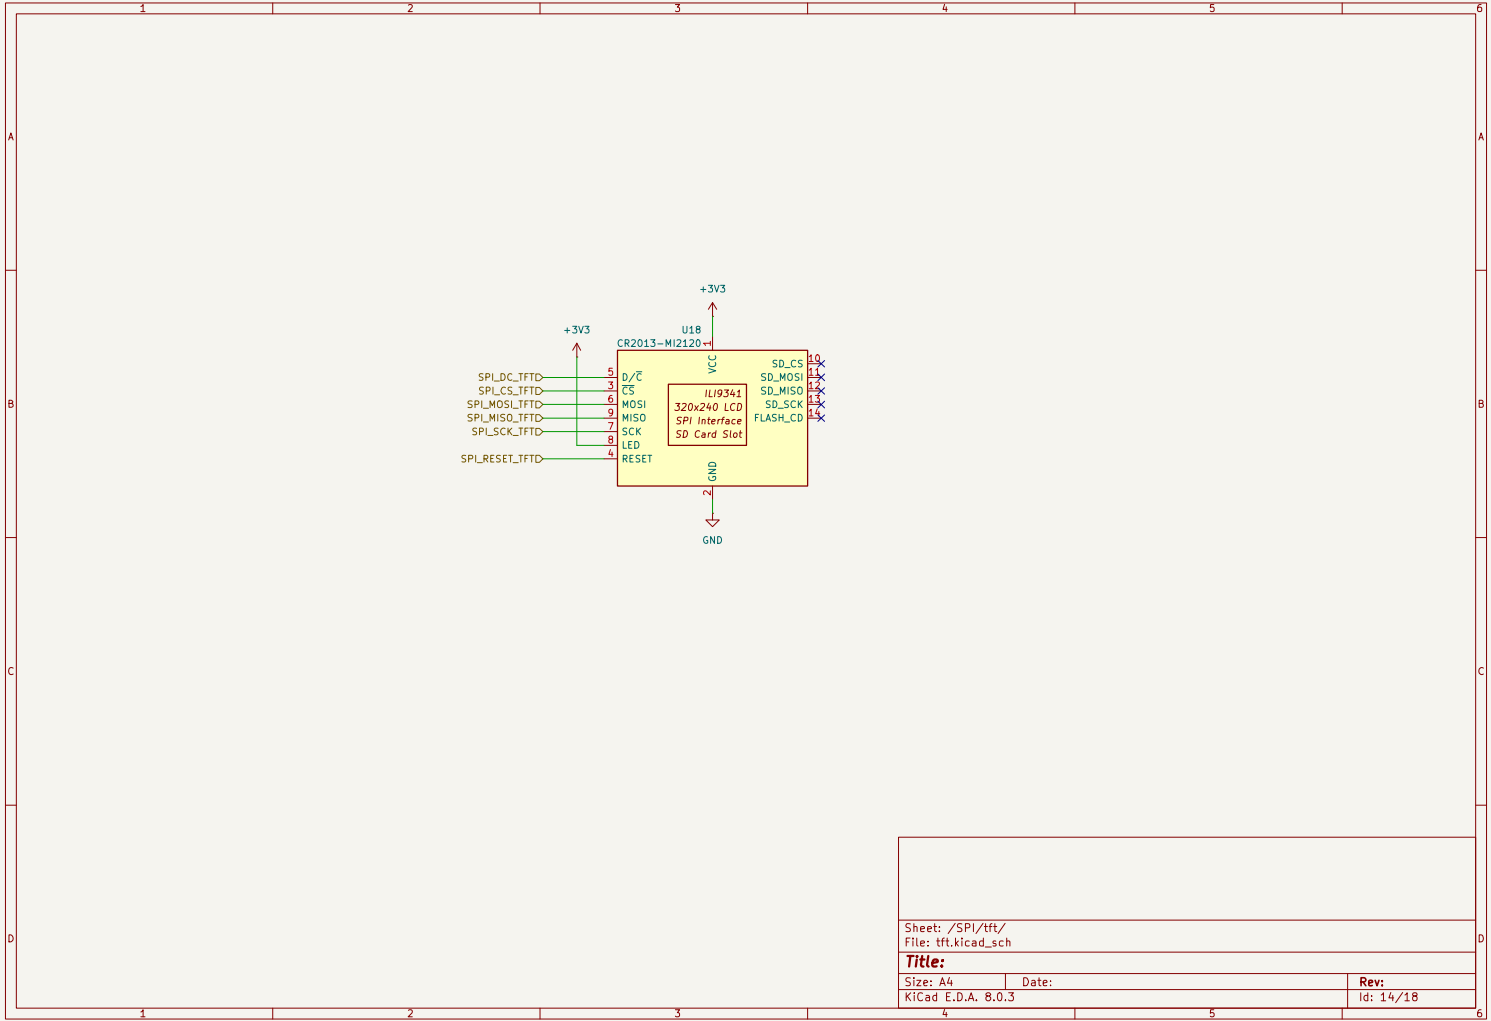 1 2 3 4 5 6
A A
+3V3
+3V3
U18
CR2013-MI2120
1
VCC
5 D/C
3 CS
6 MOSI
9 MISO
7 SCK
8 LED
4 RESET
SPI_DC_TFT
SPI_CS_TFT
SPI_MOSI_TFT
SPI_MISO_TFT
SPI_SCK_TFT
SPI_RESET_TFT
ILI9341
320x240 LCD
SPI Interface
SD Card Slot
SD_CS 10
SD_MOSI 11
SD_MISO 12
SD_SCK 13
FLASH_CD 14
GND
2
GND
B B
C C
D D
Sheet: /SPI/tft/
File: tft.kicad_sch
Title:
Size: A4 Date: Rev:
KiCad E.D.A. 8.0.3 Id: 14/18
1 2 3 4 5 6